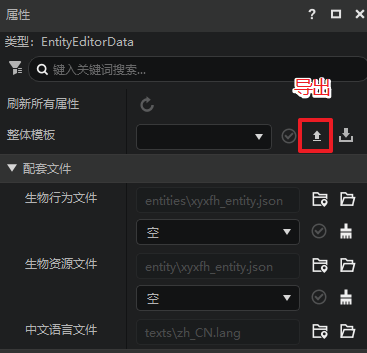 属性
类型: EntityEditorData
键入关键词搜索...
导出
刷新所有属性
整体模板
配套文件
生物行为文件 entities\xyxfh_entity.json
空
生物资源文件 entity\xyxfh_entity.json
空
中文语言文件 texts\zh_CN.lang